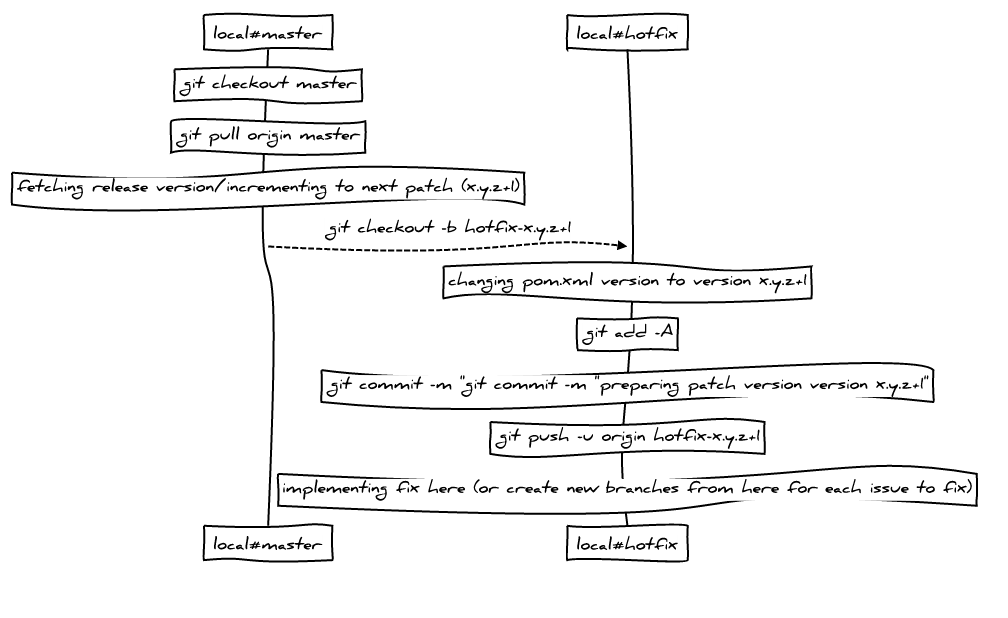 local#master local#hotfix
git checkout master
git pull origin master
fetching release version/incrementing to next patch (x.y.z+1)
git checkout -b hotfix-x.y.z+1
changing pom.xml version to version x.y.z+1
git add -A
git commit -m "git commit -m "preparing patch version version x.y.z+1"
git push -u origin hotfix-x.y.z+1
implementing fix here (or create new branches from here for each issue to fix)
local#master local#hotfix